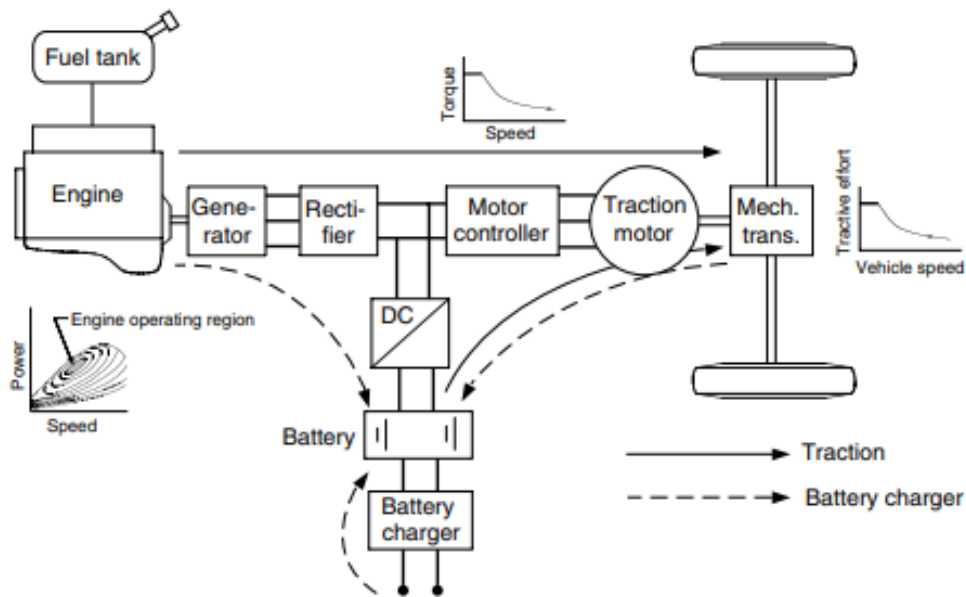 Fuel tank
Torque
Speed
Engine
Gene-
rator
Recti-
fier
Motor
controller
Traction
motor
Mech.
trans.
Tractive effort
Vehicle speed
DC
Engine operating region
Power
Speed
Battery
Traction
Battery
charger
Battery charger